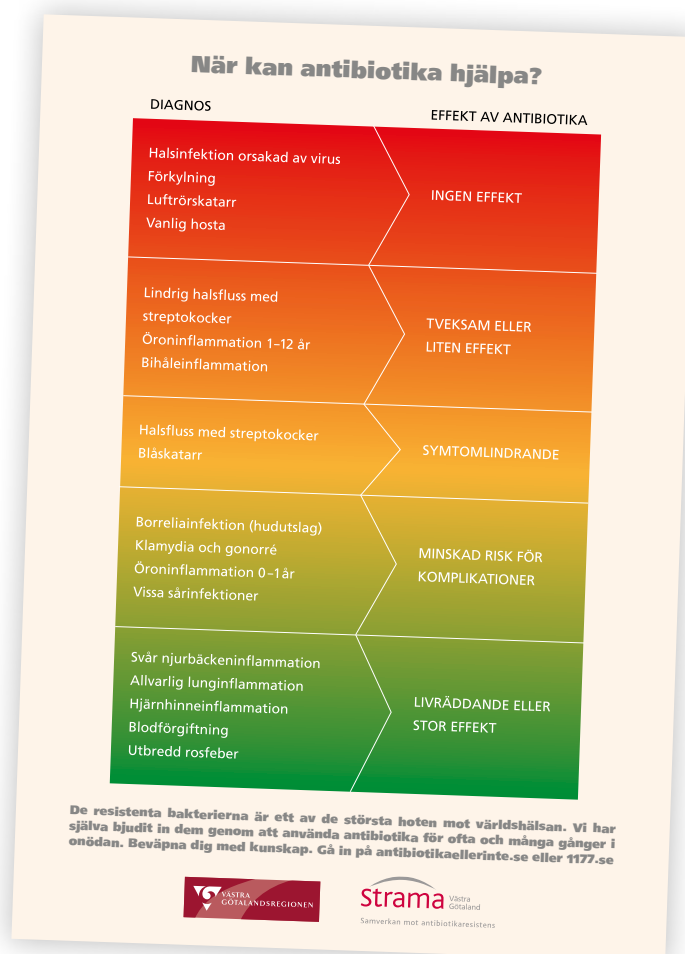 När kan antibiotika hjälpa?
DIAGNOS
EFFEKT AV ANTIBIOTIKA
Halsinfektion orsakad av virus
Förkylning
Luftrörskatarr
Vanlig hosta
INGEN EFFEKT
Lindrig halsfluss med
streptokocker
Öroninflammation 1–12 år
Bihåleinflammation
TVEKSAM ELLER
LITEN EFFEKT
Halsfluss med streptokocker
Blåskatarr
SYMTOMLINDRANDE
Borreliainfektion (hudutslag)
Klamydia och gonorré
Öroninflammation 0–1år
Vissa sårinfektioner
MINSKAD RISK FÖR
KOMPLIKATIONER
Svår njurbäckeninflammation
Allvarlig lunginflammation
Hjärnhinneinflammation
Blodförgiftning
Utbredd rosfeber
LIVRÄDDANDE ELLER
STOR EFFEKT
De resistenta bakterierna är ett av de största hoten mot världshälsan. Vi har
själva bjudit in dem genom att använda antibiotika för ofta och många gånger i
onödan. Beväpna dig med kunskap. Gå in på antibiotikaellerinte.se eller 1177.se
VÄSTRA
GÖTALANDSREGIONEN
Strama Västra
Götaland
Samverkan mot antibiotikaresistens